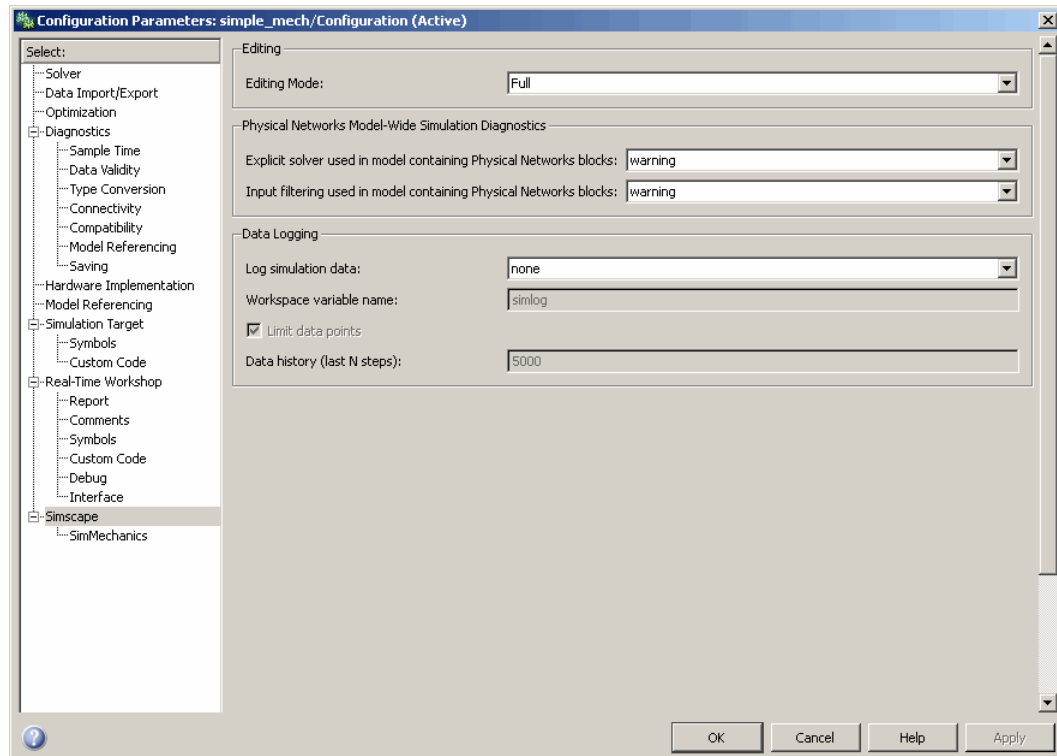 Configuration Parameters: simple_mech/Configuration (Active)
Select:
Solver
Data Import/Export
Optimization
Diagnostics
Sample Time
Data Validity
Type Conversion
Connectivity
Compatibility
Model Referencing
Saving
Hardware Implementation
Model Referencing
Simulation Target
Symbols
Custom Code
Real-Time Workshop
Report
Comments
Symbols
Custom Code
Debug
Interface
Simscape
SimMechanics
Editing
Editing Mode: Full
Physical Networks Model-Wide Simulation Diagnostics
Explicit solver used in model containing Physical Networks blocks: warning
Input filtering used in model containing Physical Networks blocks: warning
Data Logging
Log simulation data: none
Workspace variable name: simlog
Limit data points
Data history (last N steps): 5000
OK Cancel Help Apply